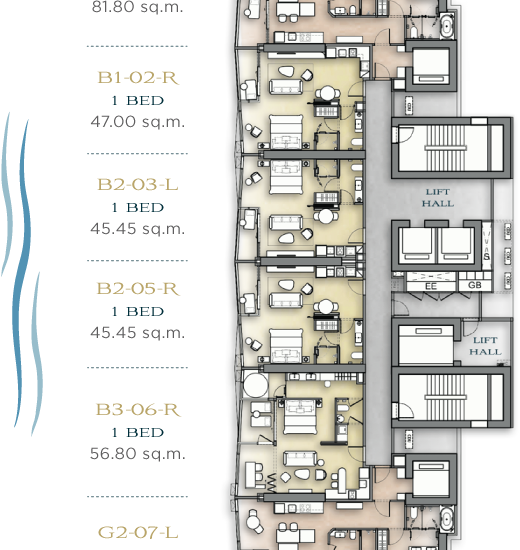 81.80 sq.m.
B1-02-R
1 BED
47.00 sq.m.
B2-03-L
1 BED
45.45 sq.m.
B2-05-R
1 BED
45.45 sq.m.
B3-06-R
1 BED
56.80 sq.m.
G2-07-L
LIFT
HALL
EE
GB
LIFT
HALL